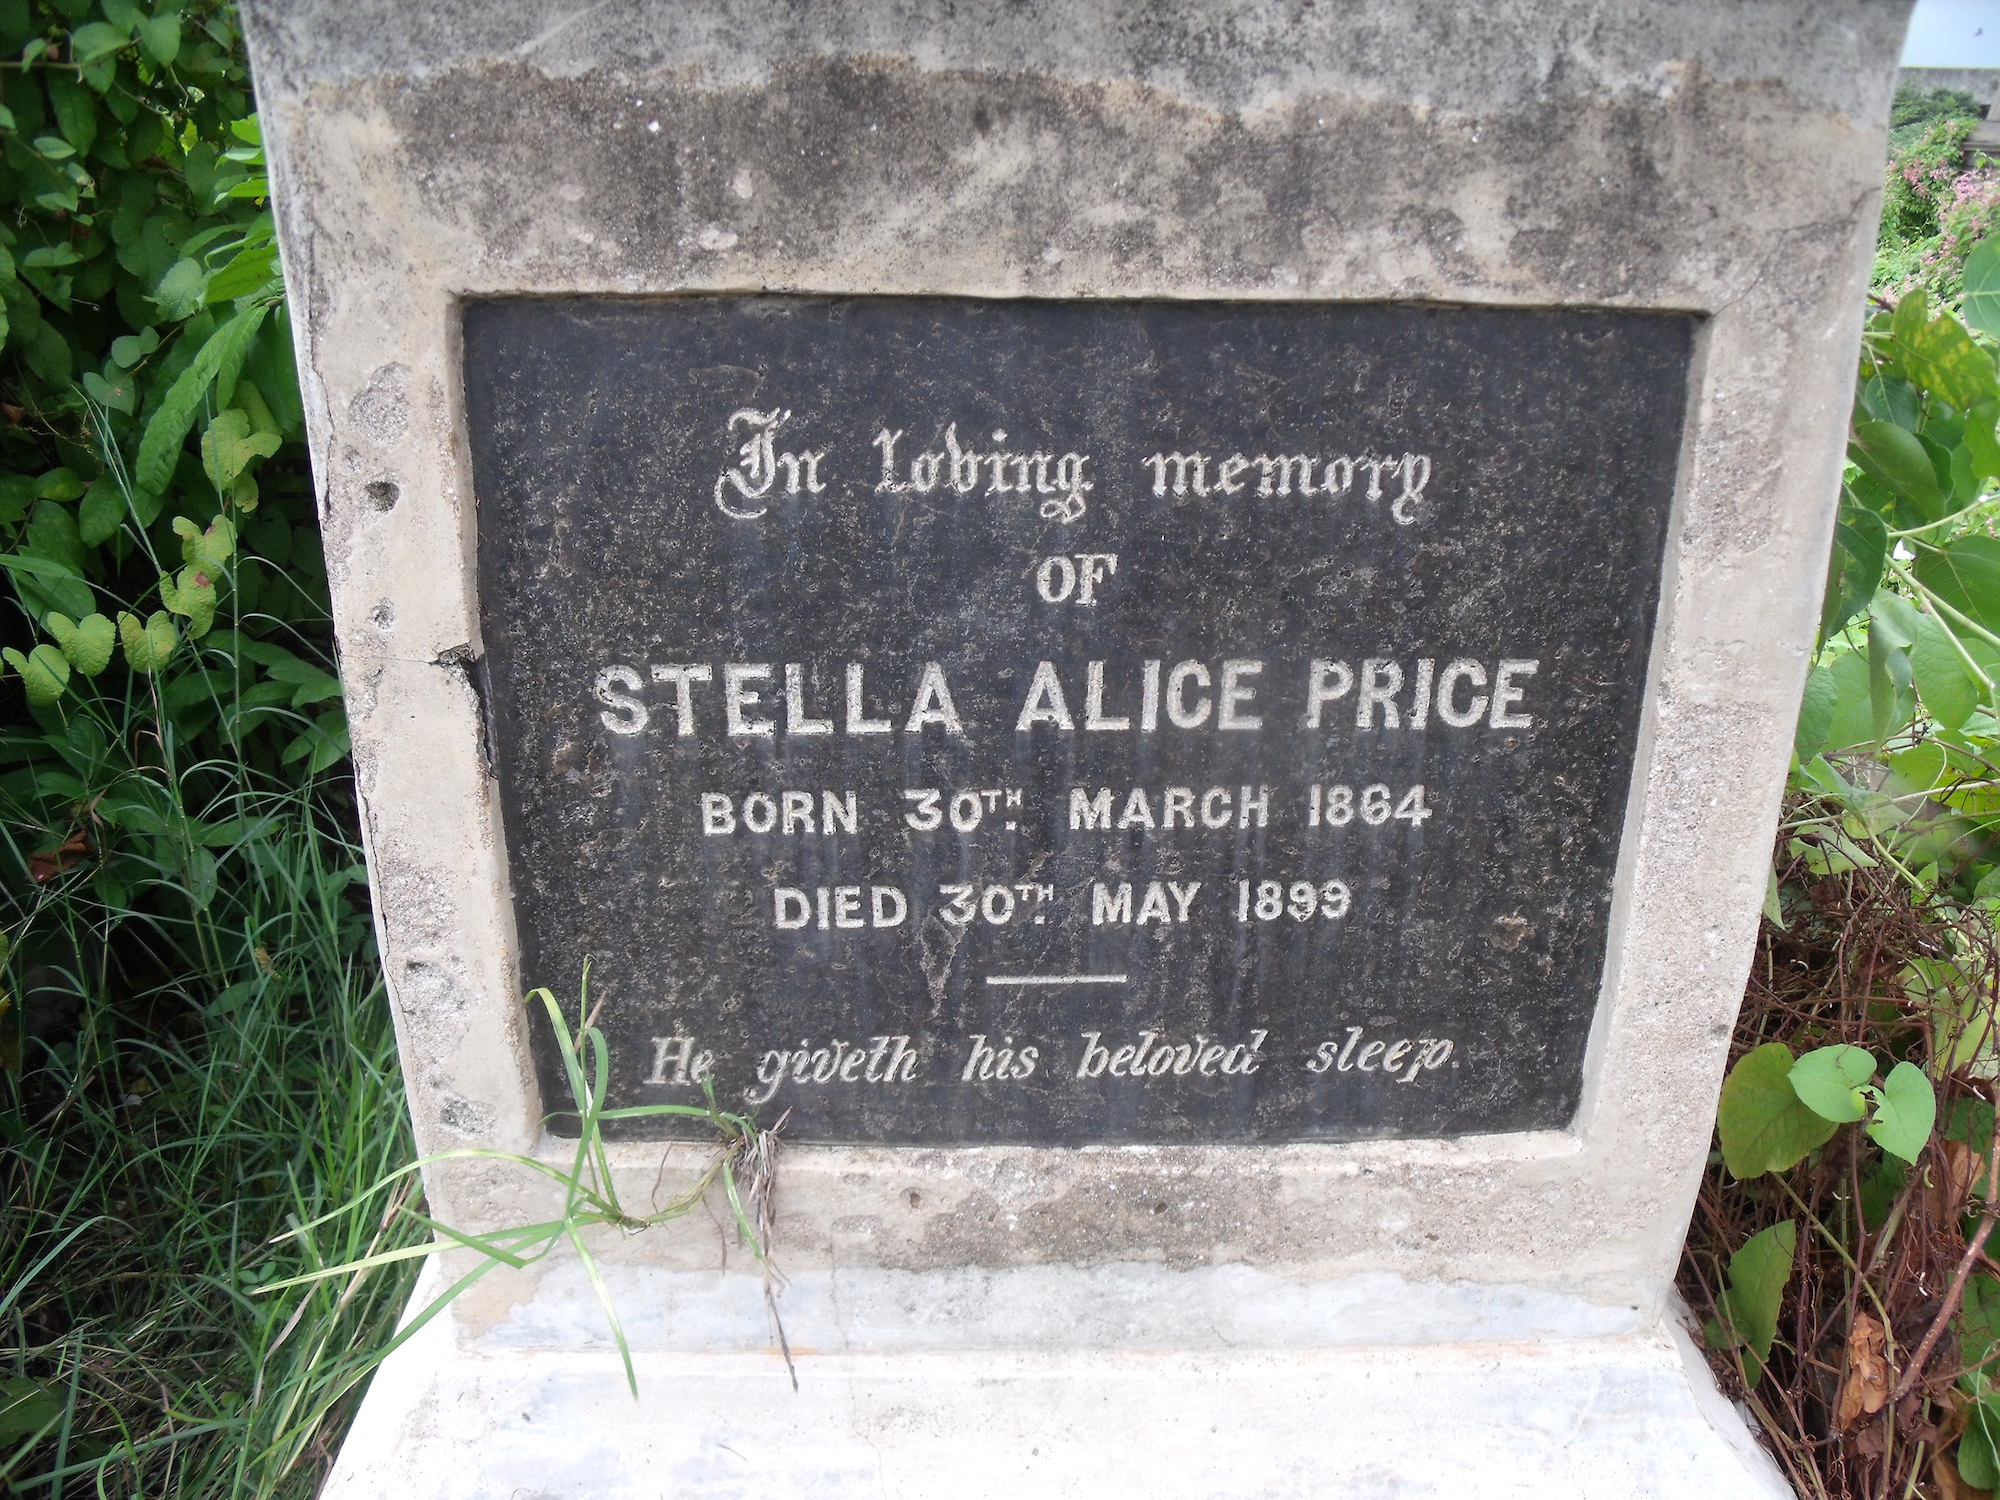 In loving memory
OF
STELLA ALICE PRICE
BORN 30TH. MARCH 1864
DIED 30TH. MAY 1899
He giveth his beloved sleep.